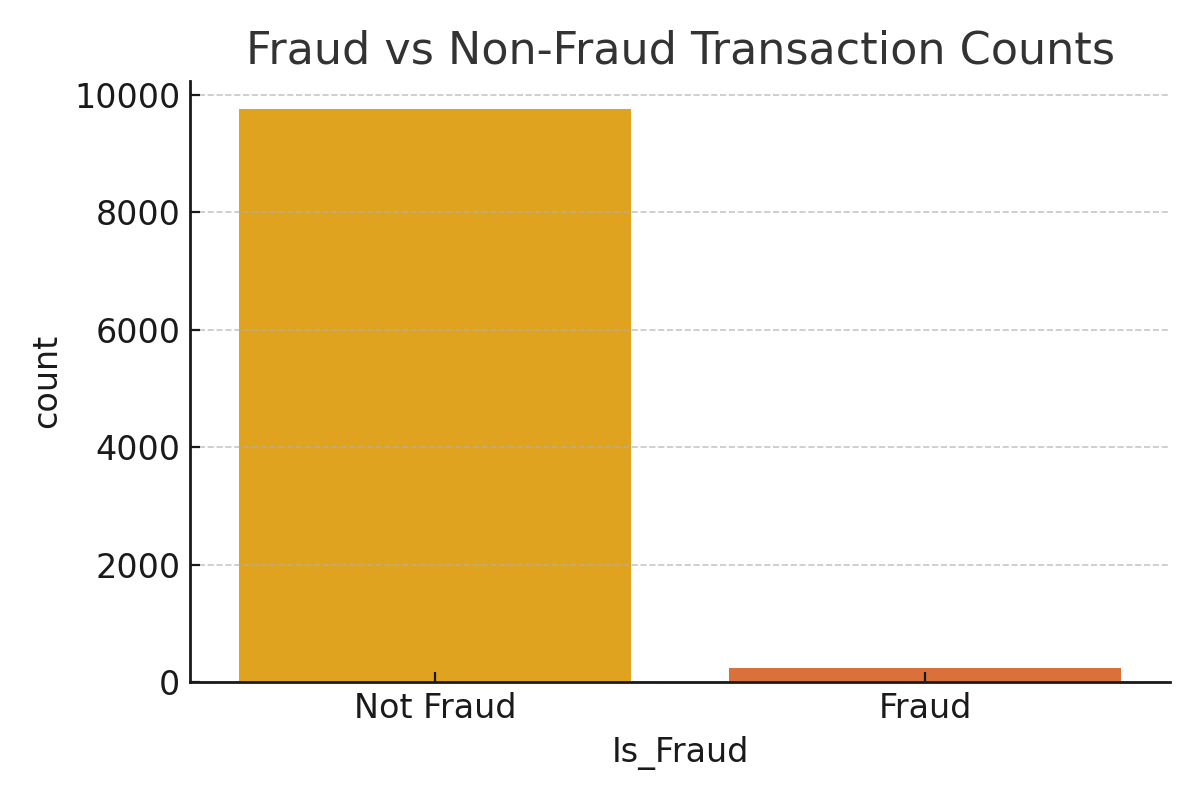 Fraud vs Non-Fraud Transaction Counts
10000
8000
6000
4000
2000
0
count
Not Fraud
Fraud
Is_Fraud